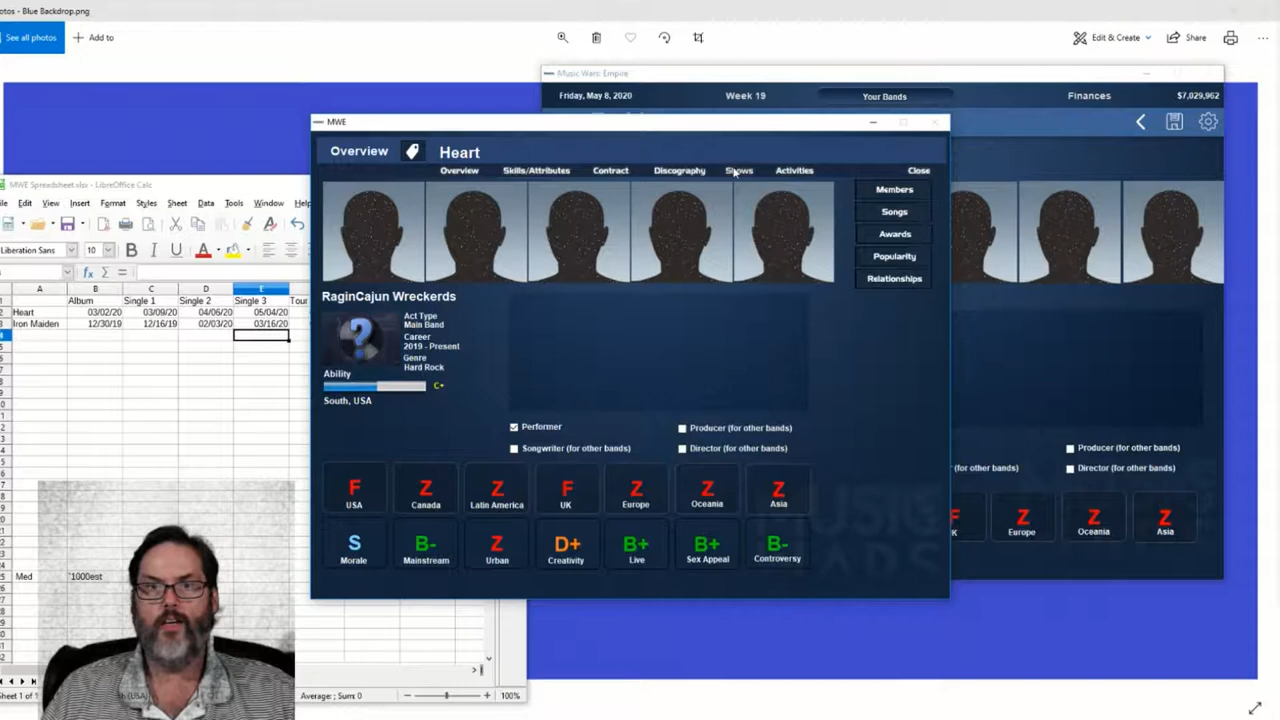 otos - Blue Backdrop.png
See all photos
Add to
Edit & Create
Share
Music Wars: Empire
Friday, May 8, 2020
Week 19
Your Bands
Finances
$7,029,962
MWE
Overview
Heart
Overview
Skills/Attributes
Contract
Discography
Shows
Activities
Close
Members
Songs
Awards
Popularity
Relationships
RaginCajun Wreckerds
Act Type
Main Band
Career
2019 - Present
Genre
Hard Rock
Ability
C+
South, USA
Performer
Producer (for other bands)
Songwriter (for other bands)
Director (for other bands)
F
USA
Z
Canada
Z
Latin America
F
UK
Z
Europe
Z
Oceania
Z
Asia
S
Morale
B-
Mainstream
Z
Urban
D+
Creativity
B+
Live
B+
Sex Appeal
B-
Controversy
Producer (for other bands)
(for other bands)
Director (for other bands)
F
K
Z
Europe
Z
Oceania
Z
Asia
MWE Spreadsheet.xlsx - LibreOffice Calc
Edit View Insert Format Styles Sheet Data Tools Window Help
Liberation Sans
10
A B C D E
Album Single 1 Single 2 Single 3 Tour
Heart 03/02/20 03/09/20 04/06/20 05/04/20
Iron Maiden 12/30/19 12/16/19 02/03/20 03/16/20
Med "1000est
Sheet 1 of 1
(USA)
Average: ; Sum: 0
100%